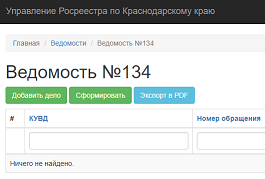 Управление Росреестра по Краснодарскому краю
Главная / Ведомости / Ведомость №134
Ведомость №134
Добавить дело Сформировать Экспорт в PDF
# КУВД Номер обращения
Ничего не найдено.